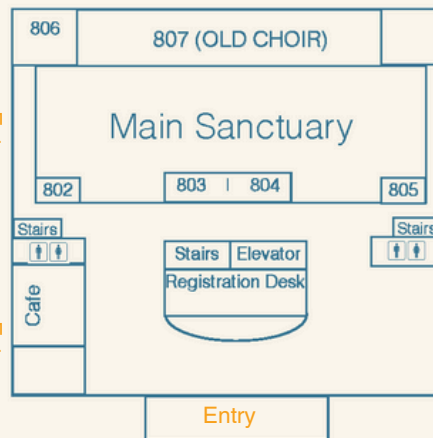 806
807 (OLD CHOIR)
Main Sanctuary
802
803 | 804
805
Stairs
Stairs
Stairs Elevator
Registration Desk
Cafe
Entry